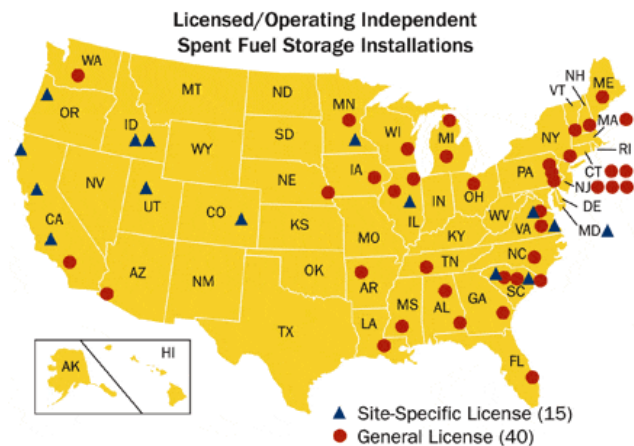 Licensed/Operating Independent
Spent Fuel Storage Installations
WA
MT
ND
MN
VT
NH
ME
OR
ID
WY
SD
WI
MI
NY
MA
RI
CT
NV
UT
CO
NE
IA
IL
IN
OH
PA
NJ
DE
MD
CA
KS
MO
KY
WV
VA
AZ
NM
OK
AR
TN
NC
SC
TX
LA
MS
AL
GA
FL
AK
HI
Site-Specific License (15)
General License (40)